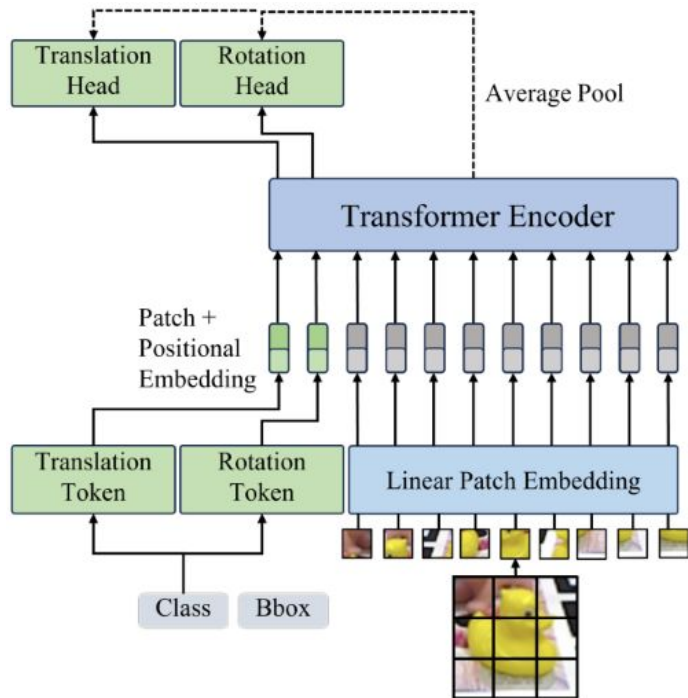 Translation
Head
Rotation
Head
Average Pool
Transformer Encoder
Patch +
Positional
Embedding
Translation
Token
Rotation
Token
Linear Patch Embedding
Class
Bbox